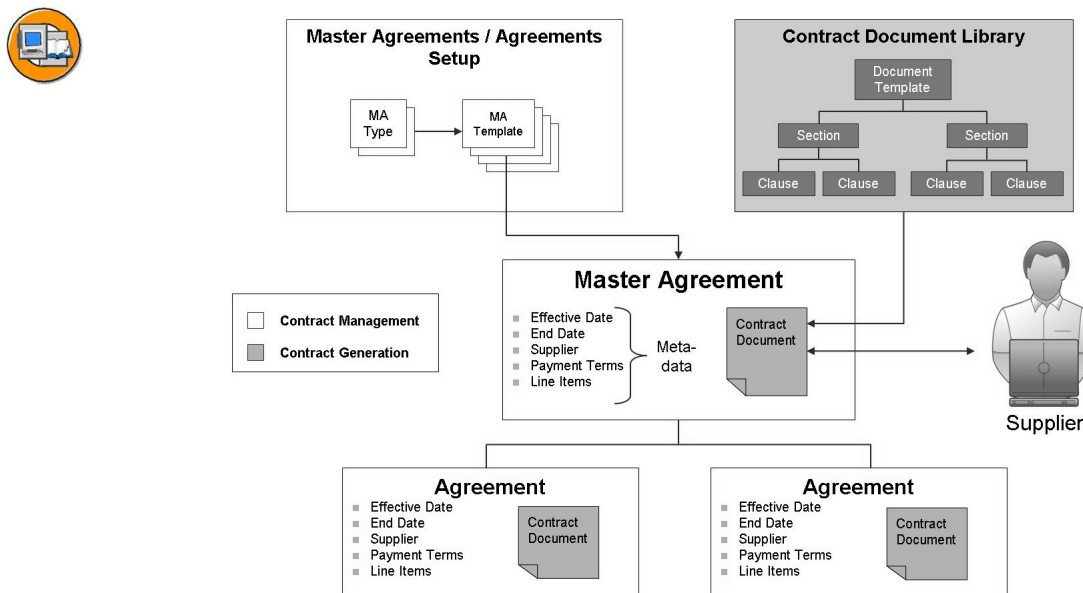 Master Agreements / Agreements
Setup
MA
Type
MA
Template
Contract Document Library
Document
Template
Section
Section
Clause
Clause
Clause
Clause
Contract Management
Contract Generation
Master Agreement
Effective Date
End Date
Supplier
Payment Terms
Line Items
Meta-
data
Contract
Document
Supplier
Agreement
Effective Date
End Date
Supplier
Payment Terms
Line Items
Contract
Document
Agreement
Effective Date
End Date
Supplier
Payment Terms
Line Items
Contract
Document